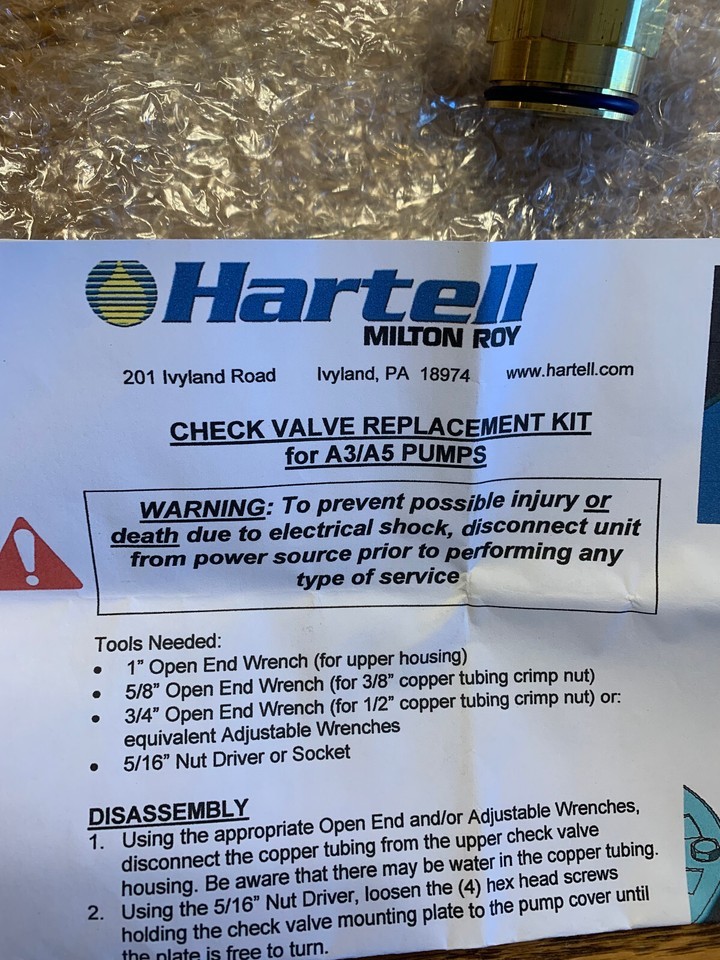 Hartell
MILTON ROY
201 Ivyland Road Ivyland, PA 18974 www.hartell.com
CHECK VALVE REPLACEMENT KIT
for A3/A5 PUMPS
WARNING: To prevent possible injury or
death due to electrical shock, disconnect unit
from power source prior to performing any
type of service
Tools Needed:
• 1” Open End Wrench (for upper housing)
• 5/8” Open End Wrench (for 3/8” copper tubing crimp nut)
• 3/4” Open End Wrench (for 1/2” copper tubing crimp nut) or:
equivalent Adjustable Wrenches
• 5/16” Nut Driver or Socket
DISASSEMBLY
1. Using the appropriate Open End and/or Adjustable Wrenches,
disconnect the copper tubing from the upper check valve
housing. Be aware that there may be water in the copper tubing.
2. Using the 5/16” Nut Driver, loosen the (4) hex head screws
holding the check valve mounting plate to the pump cover until
the plate is free to turn.